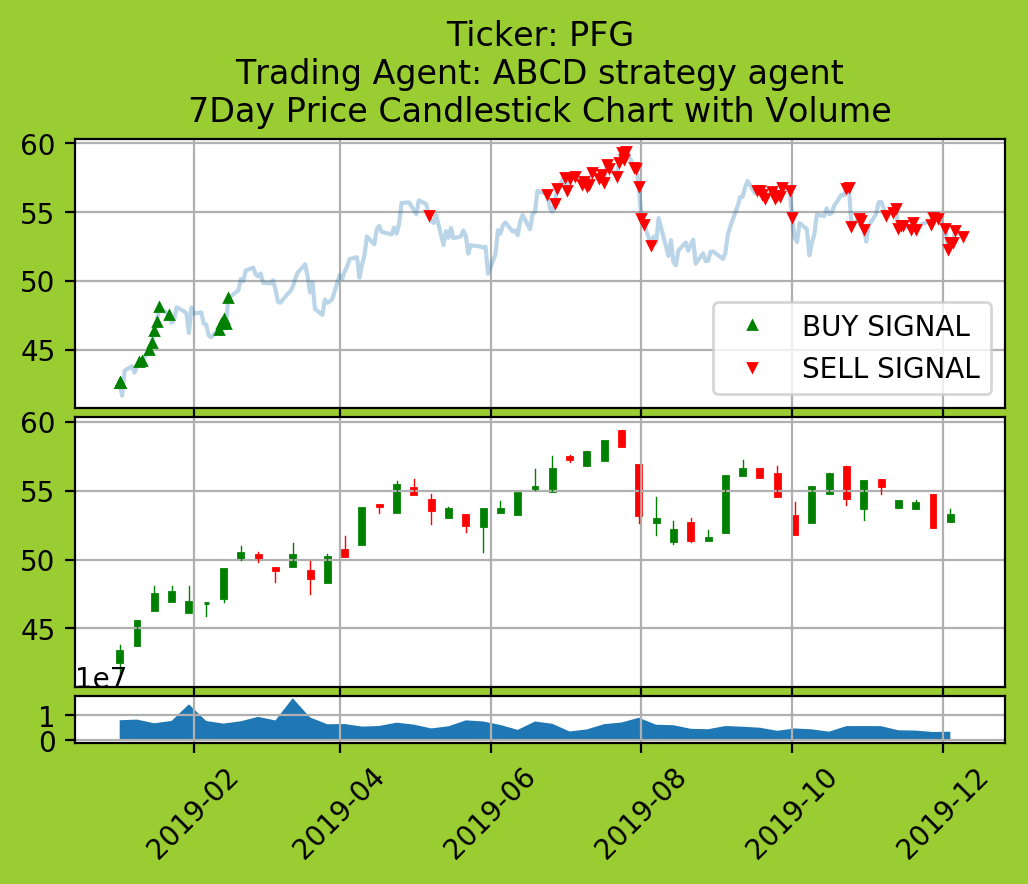 Ticker: PFG
Trading Agent: ABCD strategy agent
7Day Price Candlestick Chart with Volume
60
55
50
45
BUY SIGNAL
SELL SIGNAL
60
55
50
45
1e7
1
0
2019-02
2019-04
2019-06
2019-08
2019-10
2019-12